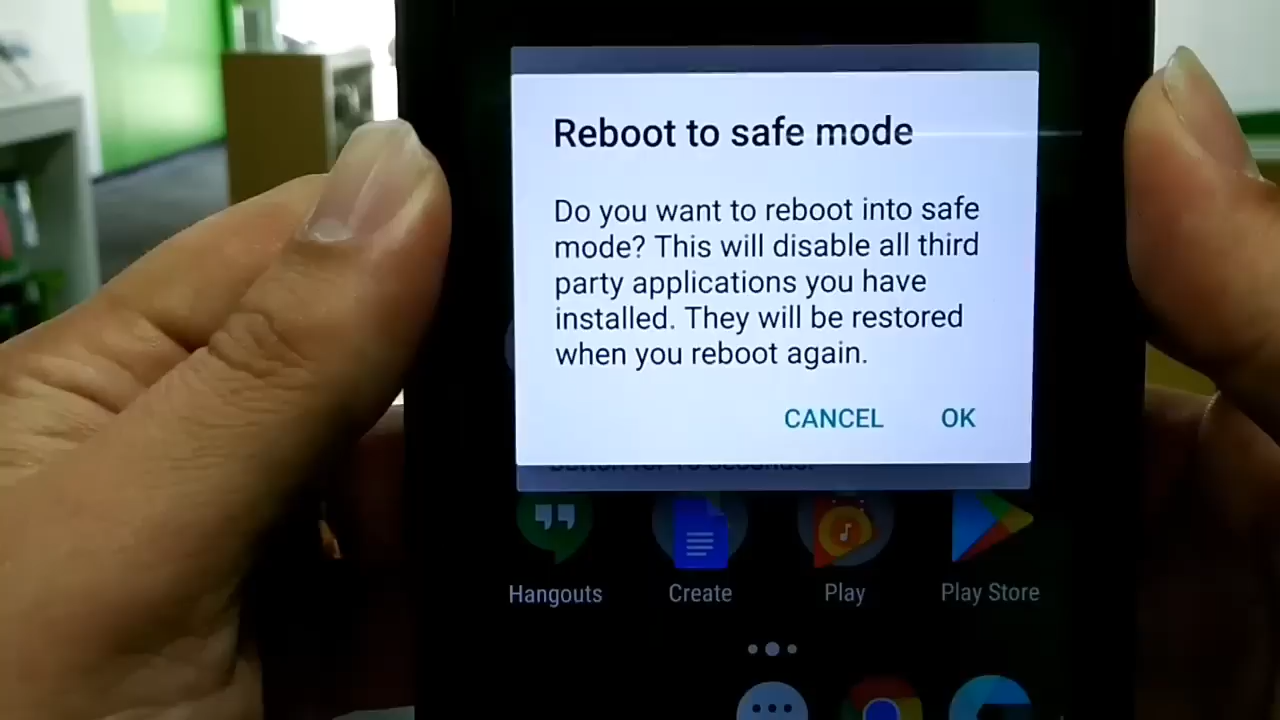 Reboot to safe mode
Do you want to reboot into safe
mode? This will disable all third
party applications you have
installed. They will be restored
when you reboot again.
CANCEL OK
Hangouts Create Play Play Store